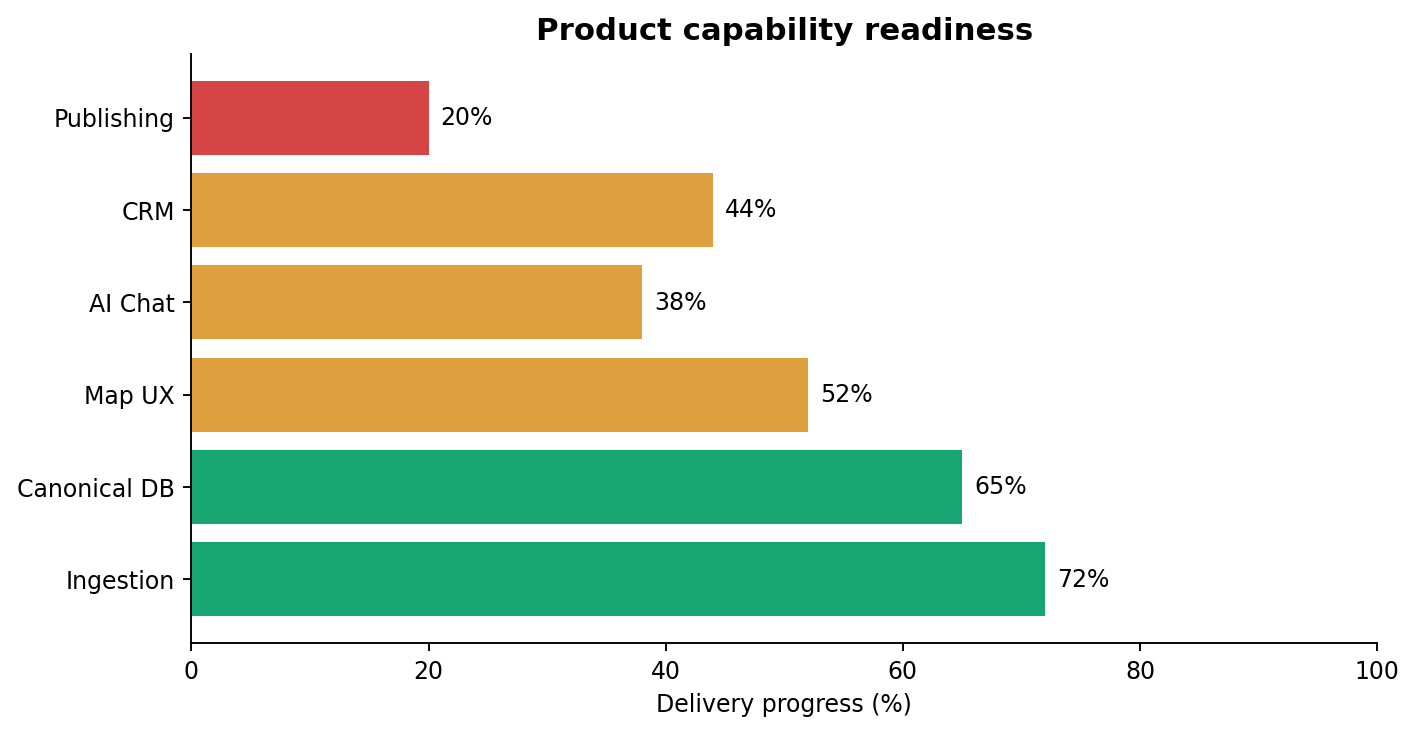 Product capability readiness
Publishing 20%
CRM 44%
AI Chat 38%
Map UX 52%
Canonical DB 65%
Ingestion 72%
0 20 40 60 80 100
Delivery progress (%)